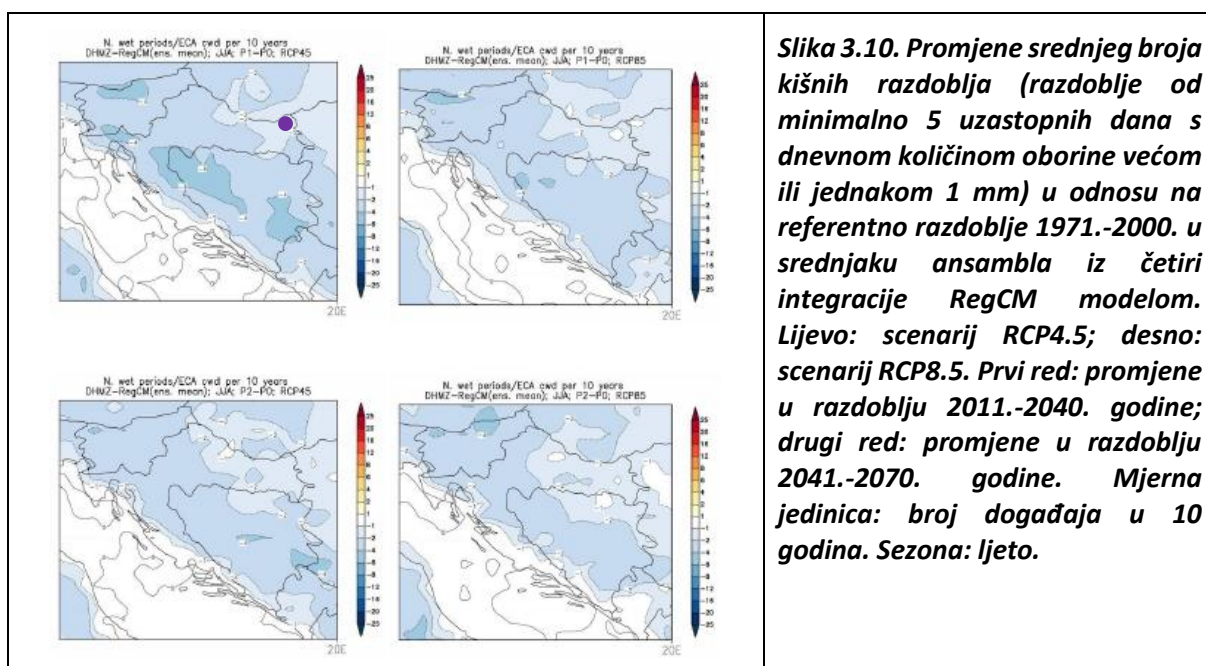 N. wet periods/ECA cwd per 10 years
DHMZ-RegCM(ens. mean); JJA; P1-P0; RCP45
20E
N. wet periods/ECA cwd per 10 years
DHMZ-RegCM(ens. mean); JJA; P1-P0; RCP85
20E
N. wet periods/ECA cwd per 10 years
DHMZ-RegCM(ens. mean); JJA; P2-P0; RCP45
20E
N. wet periods/ECA cwd per 10 years
DHMZ-RegCM(ens. mean); JJA; P2-P0; RCP85
20E
Slika 3.10. Promjene srednjeg broja
kišnih razdoblja (razdoblje od
minimalno 5 uzastopnih dana s
dnevnom količinom oborine većom
ili jednakom 1 mm) u odnosu na
referentno razdoblje 1971.-2000. u
srednjaku ansambla iz četiri
integracije RegCM modelom.
Lijevo: scenarij RCP4.5; desno:
scenarij RCP8.5. Prvi red: promjene
u razdoblju 2011.-2040. godine;
drugi red: promjene u razdoblju
2041.-2070. godine. Mjerna
jedinica: broj događaja u 10
godina. Sezona: ljeto.